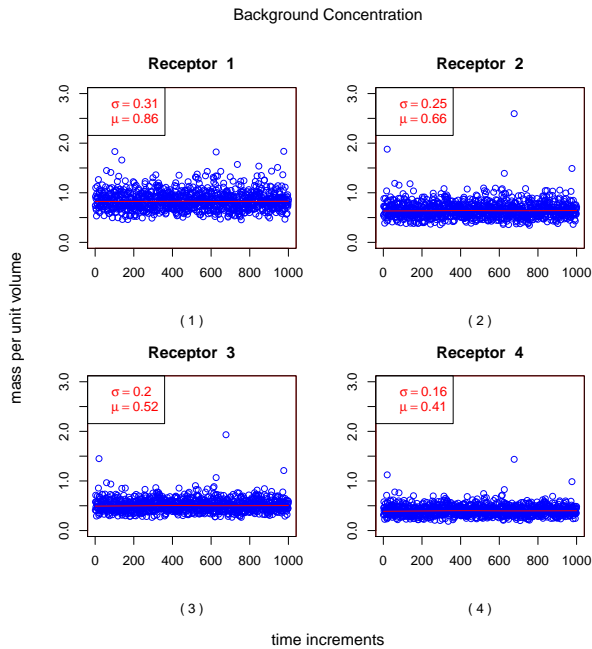 Background Concentration
Receptor 1
σ = 0.31
μ = 0.86
0.0 1.0 2.0 3.0
0 200 400 600 800 1000
( 1 )
Receptor 2
σ = 0.25
μ = 0.66
0.0 1.0 2.0 3.0
0 200 400 600 800 1000
( 2 )
mass per unit volume
Receptor 3
σ = 0.2
μ = 0.52
0.0 1.0 2.0 3.0
0 200 400 600 800 1000
( 3 )
Receptor 4
σ = 0.16
μ = 0.41
0.0 1.0 2.0 3.0
0 200 400 600 800 1000
( 4 )
time increments